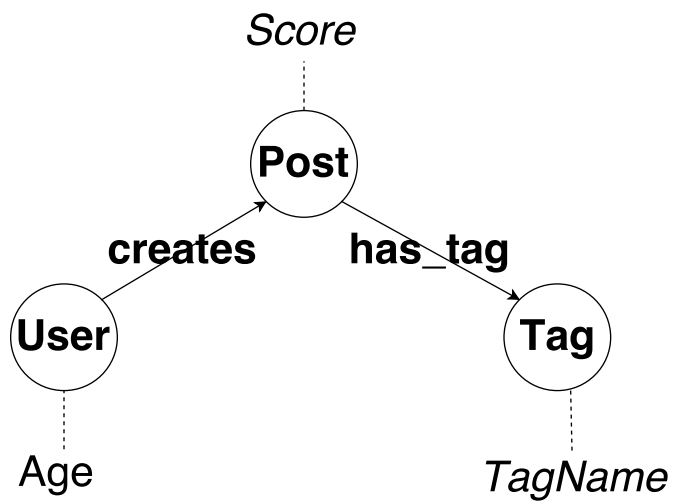 Score
Post
creates
has_tag
User
Tag
Age
TagName